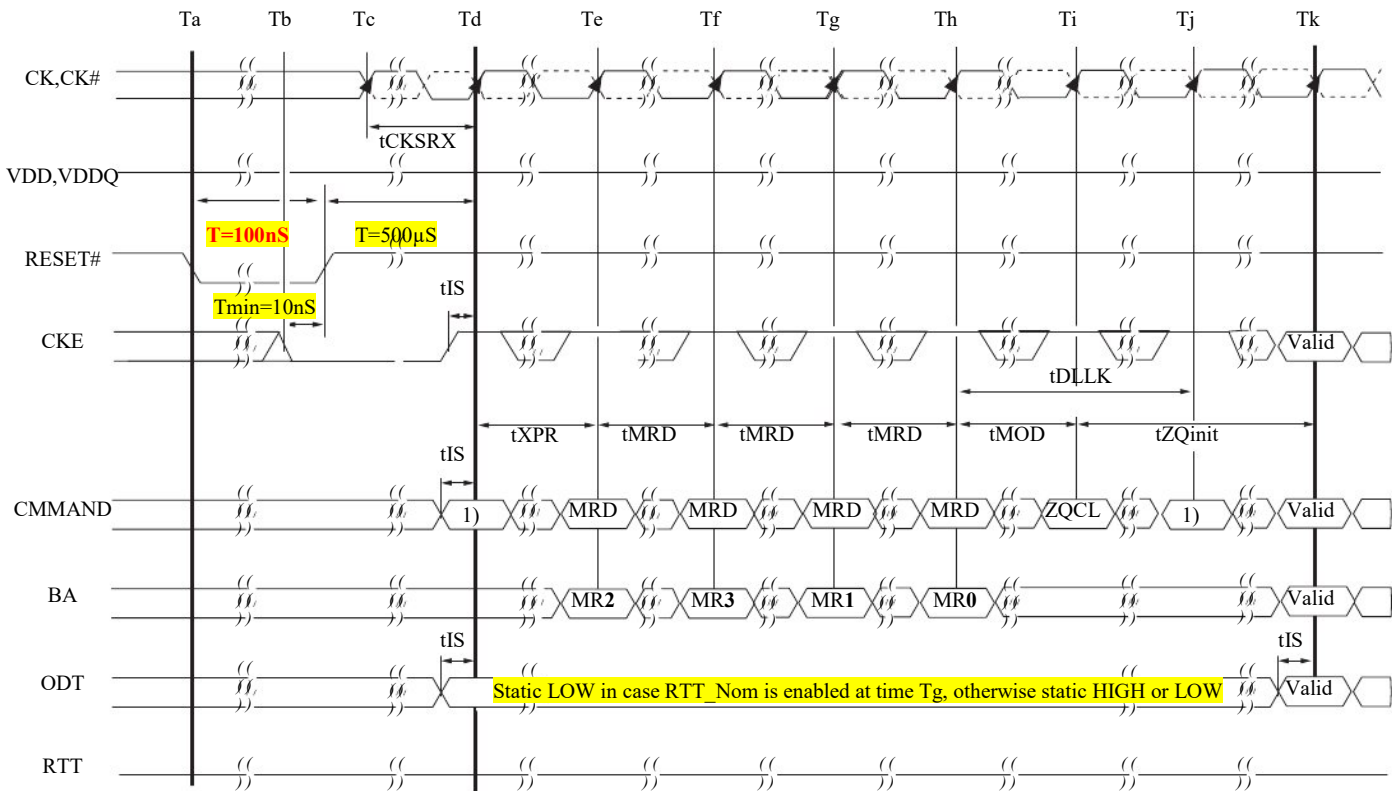 Ta Tb Tc Td Te Tf Tg Th Ti Tj Tk
CK,CK#
tCKSRX
VDD,VDDQ
T=100nS T=500µS
RESET#
Tmin=10nS tIS
CKE Valid
tDLLK
tXPR tMRD tMRD tMRD tMOD tZQinit
tIS
CMMAND 1) MRD MRD MRD MRD ZQCL 1) Valid
BA MR2 MR3 MR1 MR0 Valid
tIS tIS
ODT Static LOW in case RTT_Nom is enabled at time Tg, otherwise static HIGH or LOW Valid
RTT